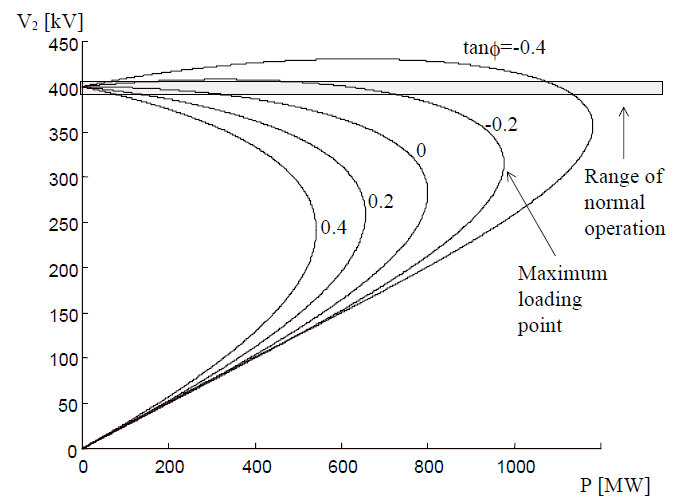 V₂ [kV]
450
tanϕ=-0.4
400
350
-0.2
0
300
Range of
normal
operation
0.2
250
0.4
200
Maximum
loading
point
150
100
50
0
0
200
400
600
800
1000
P [MW]